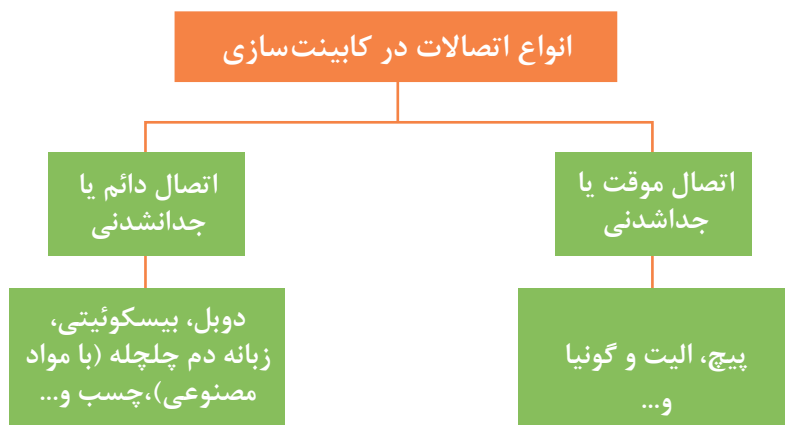 انواع اتصالات در کابینت‌سازی
اتصال موقت یا
جداشدنی
اتصال دائم یا
جدانشدنی
پیچ، الیت و گونیا
و...
دوبل، بیسکوئیتی،
زبانه دم چلچله (با مواد
مصنوعی)،چسب و...